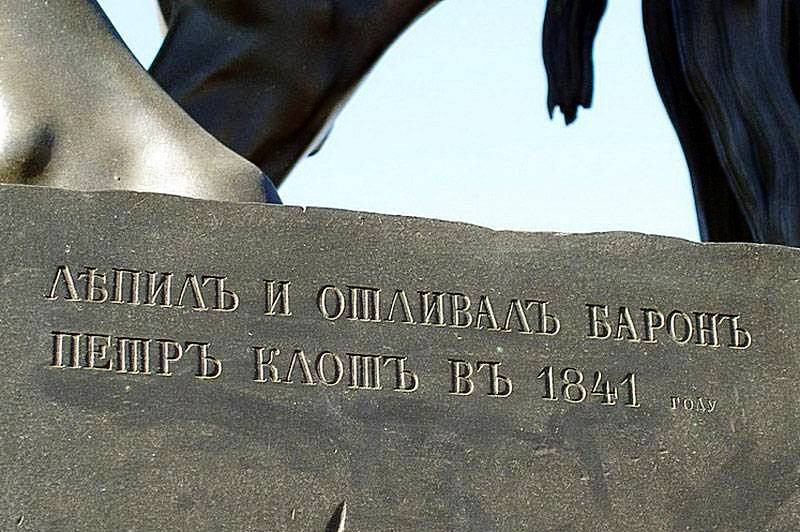 ЛѢПИЛЪ И ОТЛИВАЛЪ БАРОНЪ
ПЕТРЪ КЛОТЪ ВЪ 1841 году